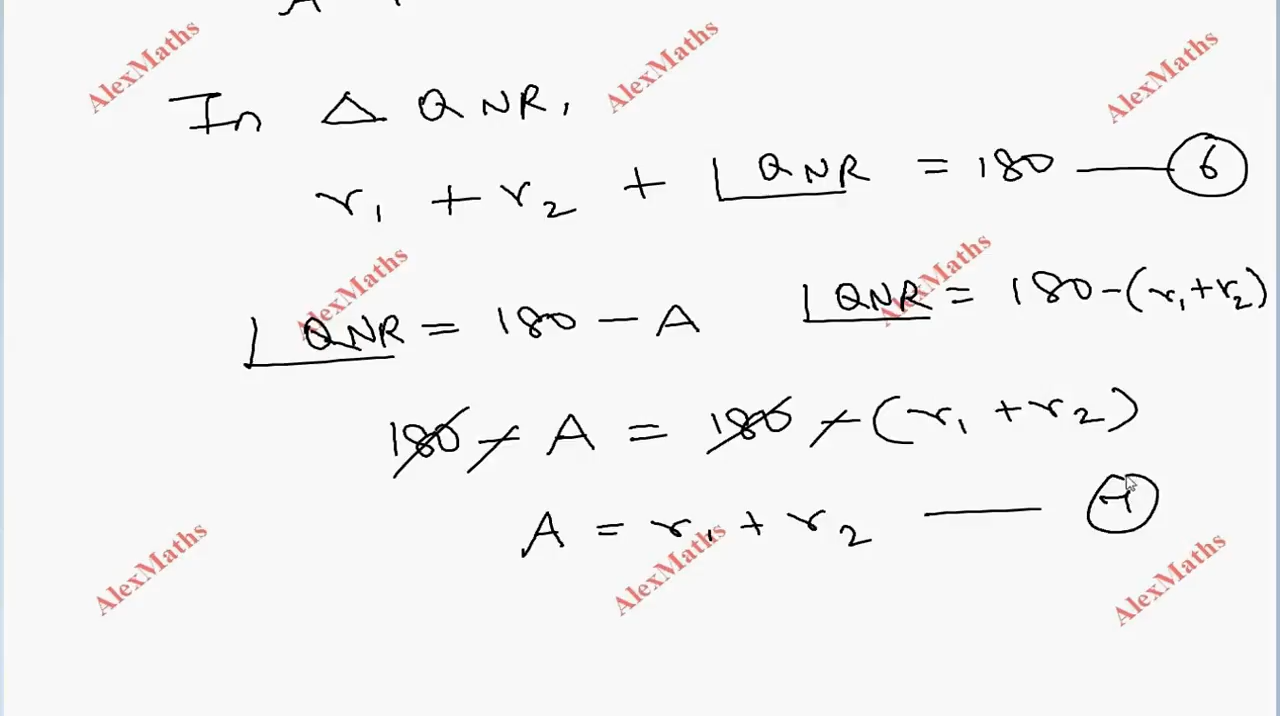 AlexMaths AlexMaths AlexMaths
In △ QNR,
r₁ + r₂ + ∟QNR = 180 — 6
AlexMaths AlexMaths
∟QNR = 180 - A ∟QNR = 180 - (r₁ + r₂)
180 - A = 180 - (r₁ + r₂)
A = r₁ + r₂ — 7
AlexMaths AlexMaths AlexMaths